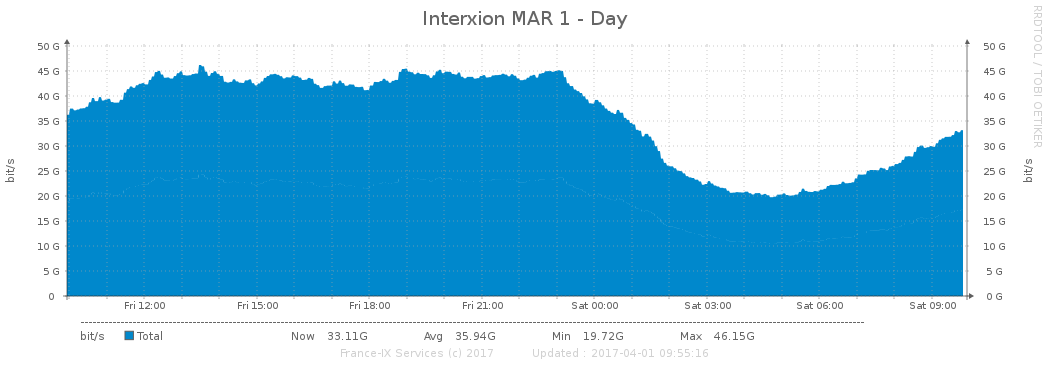 Interxion MAR 1 - Day
RRDTOOL / TOBI OETIKER
bit/s
50 G 50 G
45 G 45 G
40 G 40 G
35 G 35 G
30 G 30 G
25 G 25 G
20 G 20 G
15 G 15 G
10 G 10 G
5 G 5 G
0 0 G
bit/s
Fri 12:00 Fri 15:00 Fri 18:00 Fri 21:00 Sat 00:00 Sat 03:00 Sat 06:00 Sat 09:00
bit/s Total Now 33.11G Avg 35.94G Min 19.72G Max 46.15G
France-IX Services (c) 2017 Updated : 2017-04-01 09:55:16